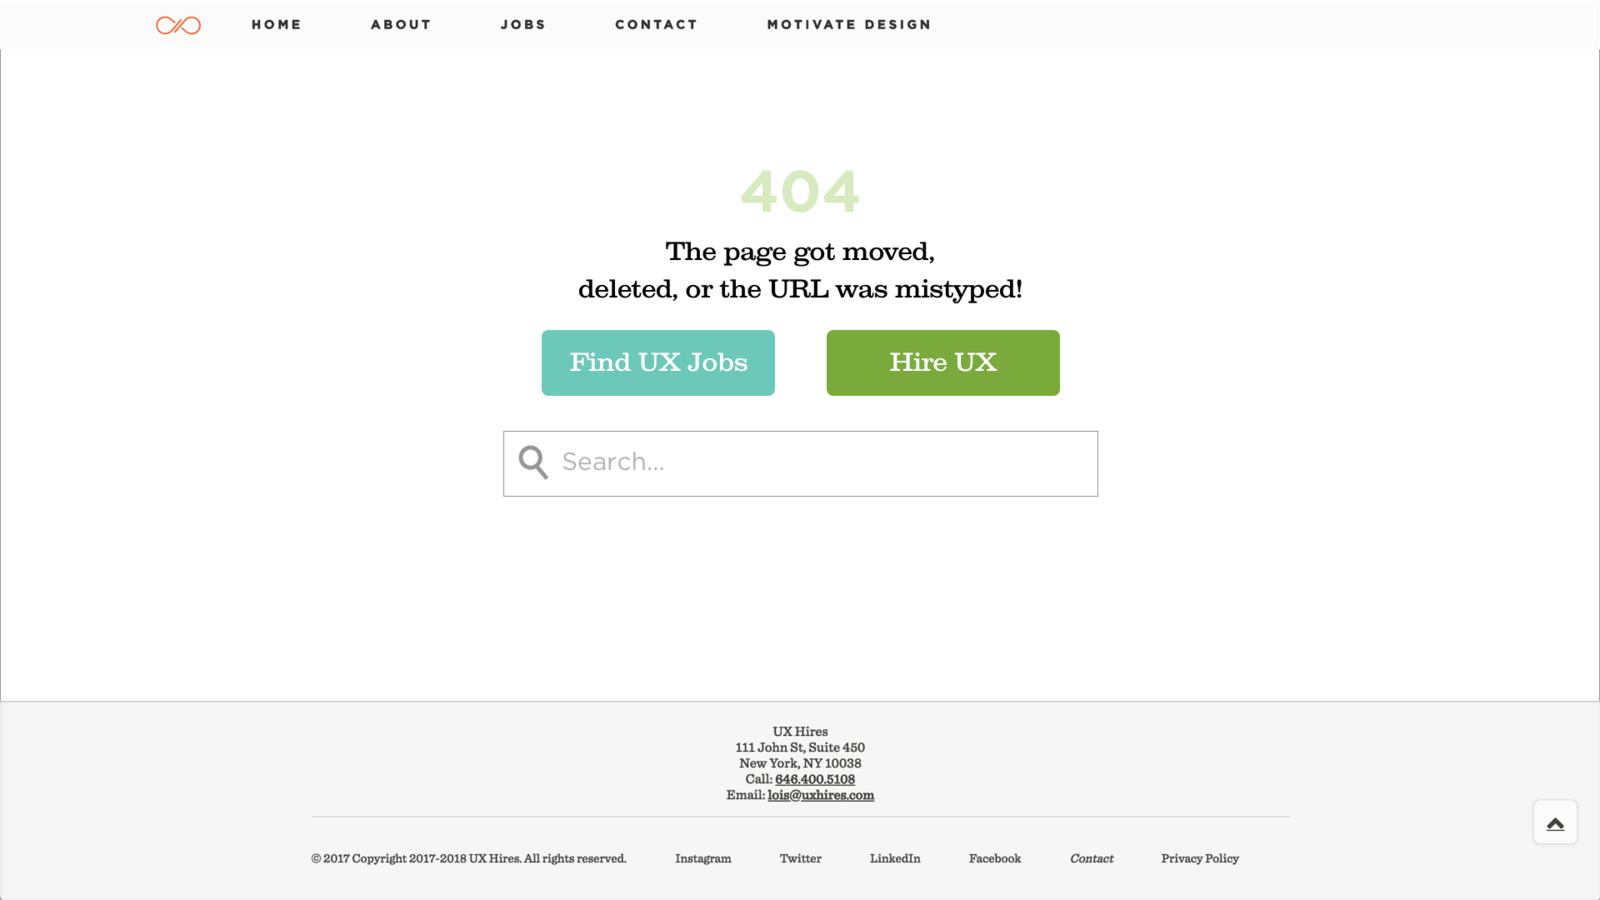 HOME ABOUT JOBS CONTACT MOTIVATE DESIGN
404
The page got moved,
deleted, or the URL was mistyped!
Find UX Jobs Hire UX
Search...
UX Hires
111 John St, Suite 450
New York, NY 10038
Call: 646.400.5108
Email: lois@uxhires.com
© 2017 Copyright 2017-2018 UX Hires. All rights reserved. Instagram Twitter LinkedIn Facebook Contact Privacy Policy